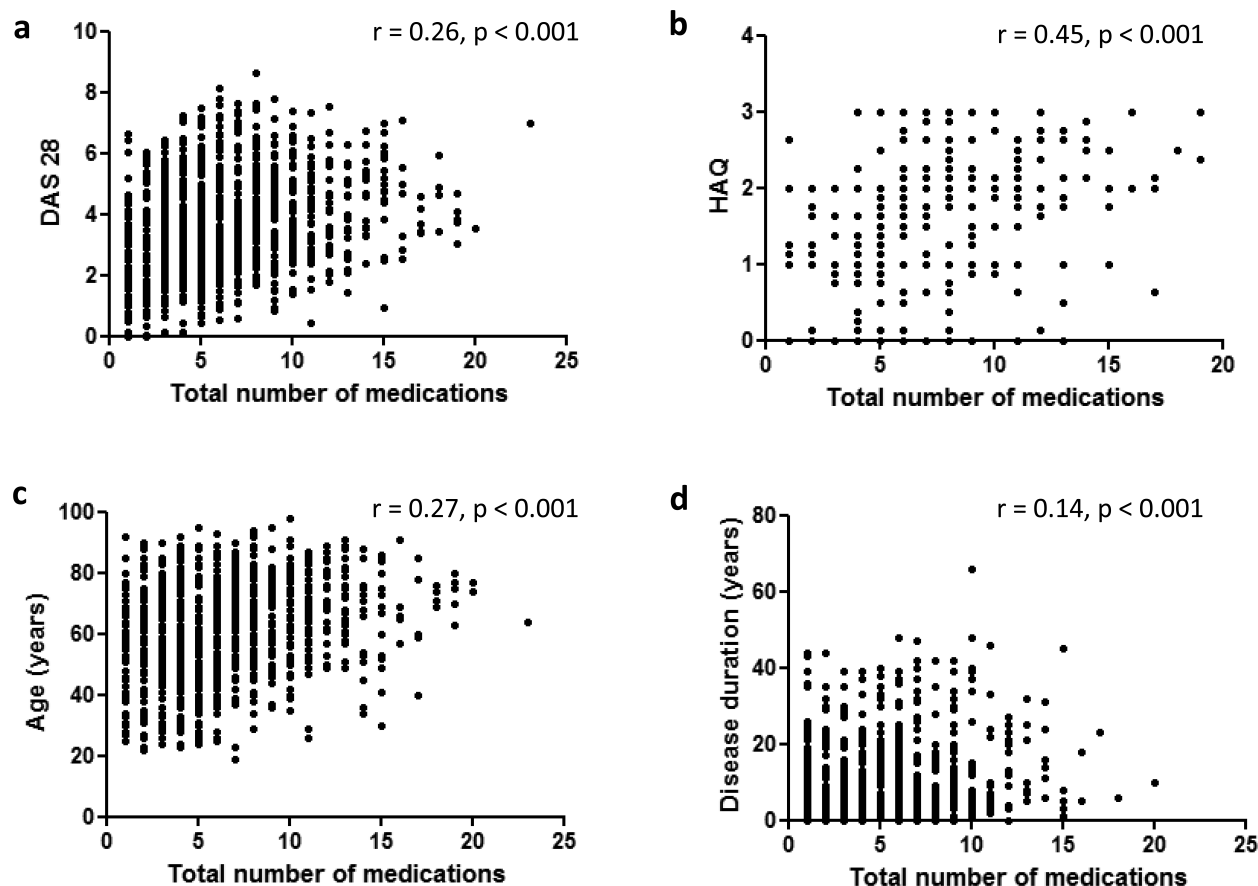 a
r = 0.26, p < 0.001
10
8
6
4
2
0
DAS 28
0 5 10 15 20 25
Total number of medications
b
r = 0.45, p < 0.001
4
3
2
1
0
HAQ
0 5 10 15 20
Total number of medications
c
r = 0.27, p < 0.001
100
80
60
40
20
0
Age (years)
0 5 10 15 20 25
Total number of medications
d
r = 0.14, p < 0.001
80
60
40
20
0
Disease duration (years)
0 5 10 15 20 25
Total number of medications